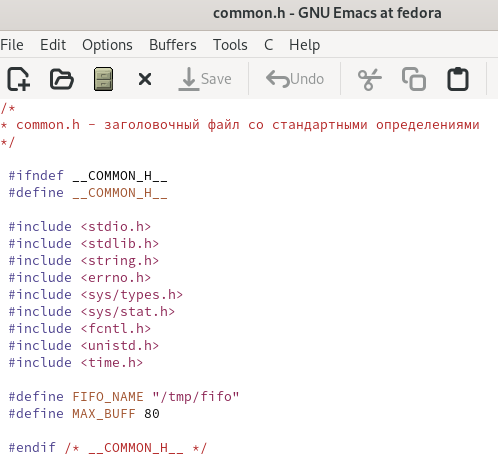 common.h - GNU Emacs at fedora
File Edit Options Buffers Tools C Help
Save Undo
/*
* common.h - заголовочный файл со стандартными определениями
*/
#ifndef __COMMON_H__
#define __COMMON_H__
#include <stdio.h>
#include <stdlib.h>
#include <string.h>
#include <errno.h>
#include <sys/types.h>
#include <sys/stat.h>
#include <fcntl.h>
#include <unistd.h>
#include <time.h>
#define FIFO_NAME "/tmp/fifo"
#define MAX_BUFF 80
#endif /* __COMMON_H__ */